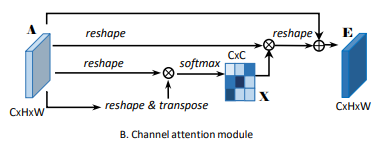 A
E
reshape
reshape
CxC
reshape
softmax
X
CxHxW
reshape & transpose
CxHxW
B. Channel attention module